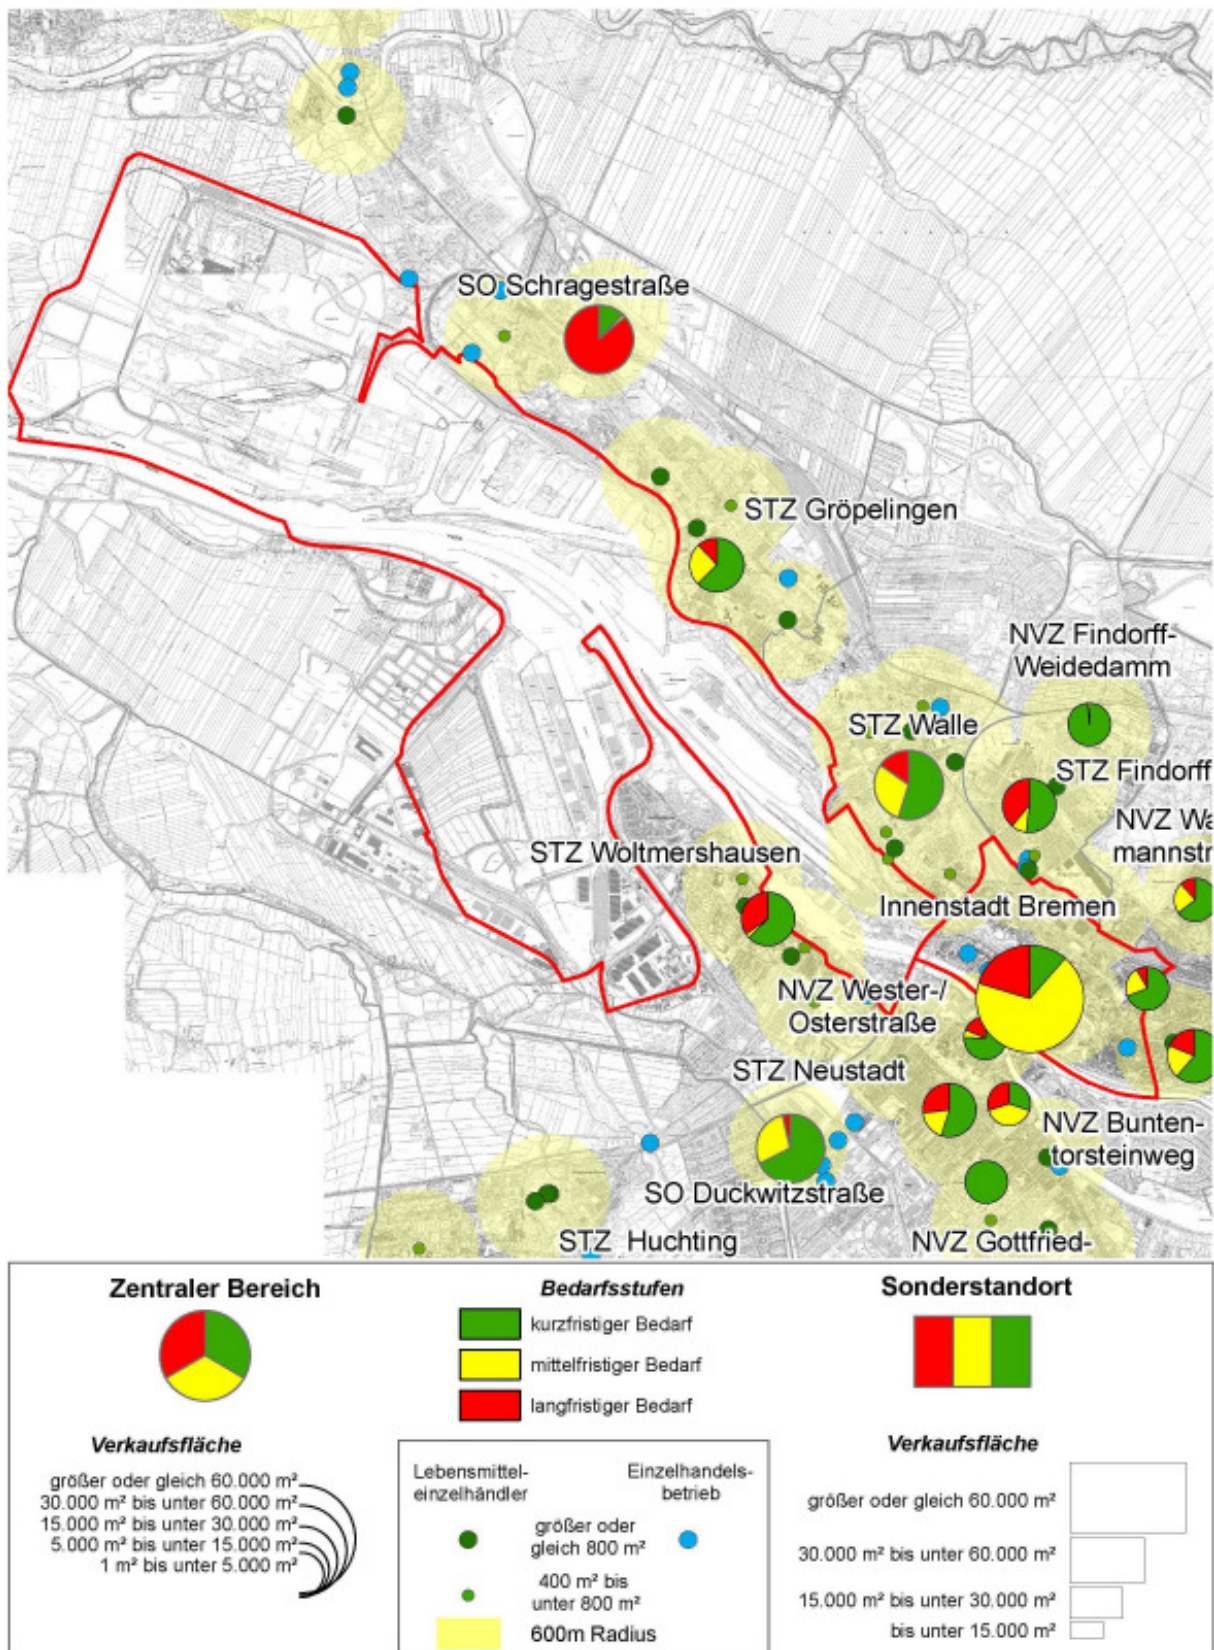 SO Schragestraße
STZ Gröpelingen
NVZ Findorff-
Weidedamm
STZ Walle
STZ Findorff
NVZ Wa
mannstr
STZ Woltmershausen
Innenstadt Bremen
NVZ Wester-/
Osterstraße
STZ Neustadt
NVZ Bunten-
torsteinweg
SO Duckwitzstraße
STZ Huchting
NVZ Gottfried-
Zentraler Bereich
Verkaufsfläche
größer oder gleich 60.000 m²
30.000 m² bis unter 60.000 m²
15.000 m² bis unter 30.000 m²
5.000 m² bis unter 15.000 m²
1 m² bis unter 5.000 m²
Bedarfsstufen
kurzfristiger Bedarf
mittelfristiger Bedarf
langfristiger Bedarf
Lebensmittel-
einzelhändler
Einzelhandels-
betrieb
größer oder
gleich 800 m²
400 m² bis
unter 800 m²
600m Radius
Sonderstandort
Verkaufsfläche
größer oder gleich 60.000 m²
30.000 m² bis unter 60.000 m²
15.000 m² bis unter 30.000 m²
bis unter 15.000 m²